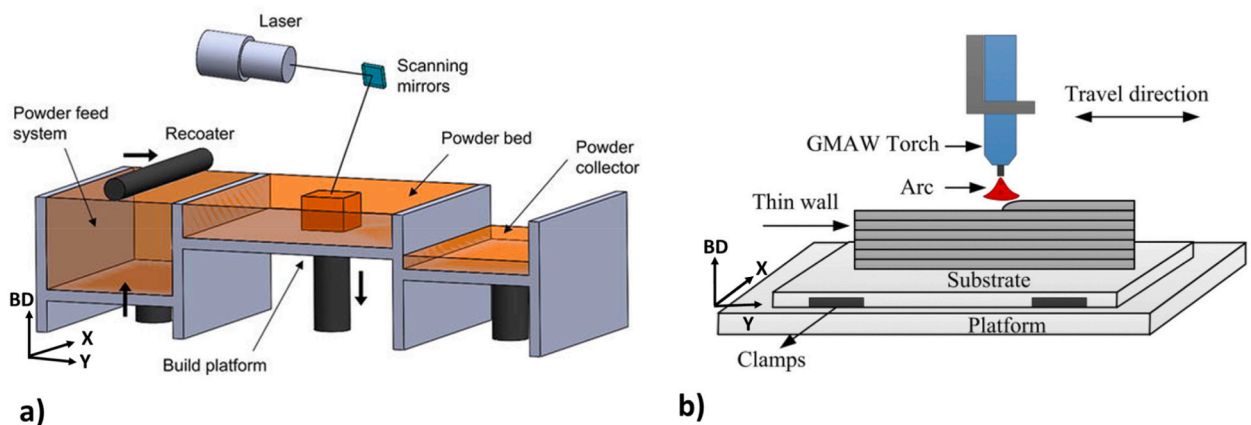 Laser
Scanning
mirrors
Powder feed
system
Recoater
Powder bed
Powder
collector
BD
X
Y
Build platform
a)
Travel direction
GMAW Torch
Arc
Thin wall
Substrate
BD
X
Y
Platform
Clamps
b)